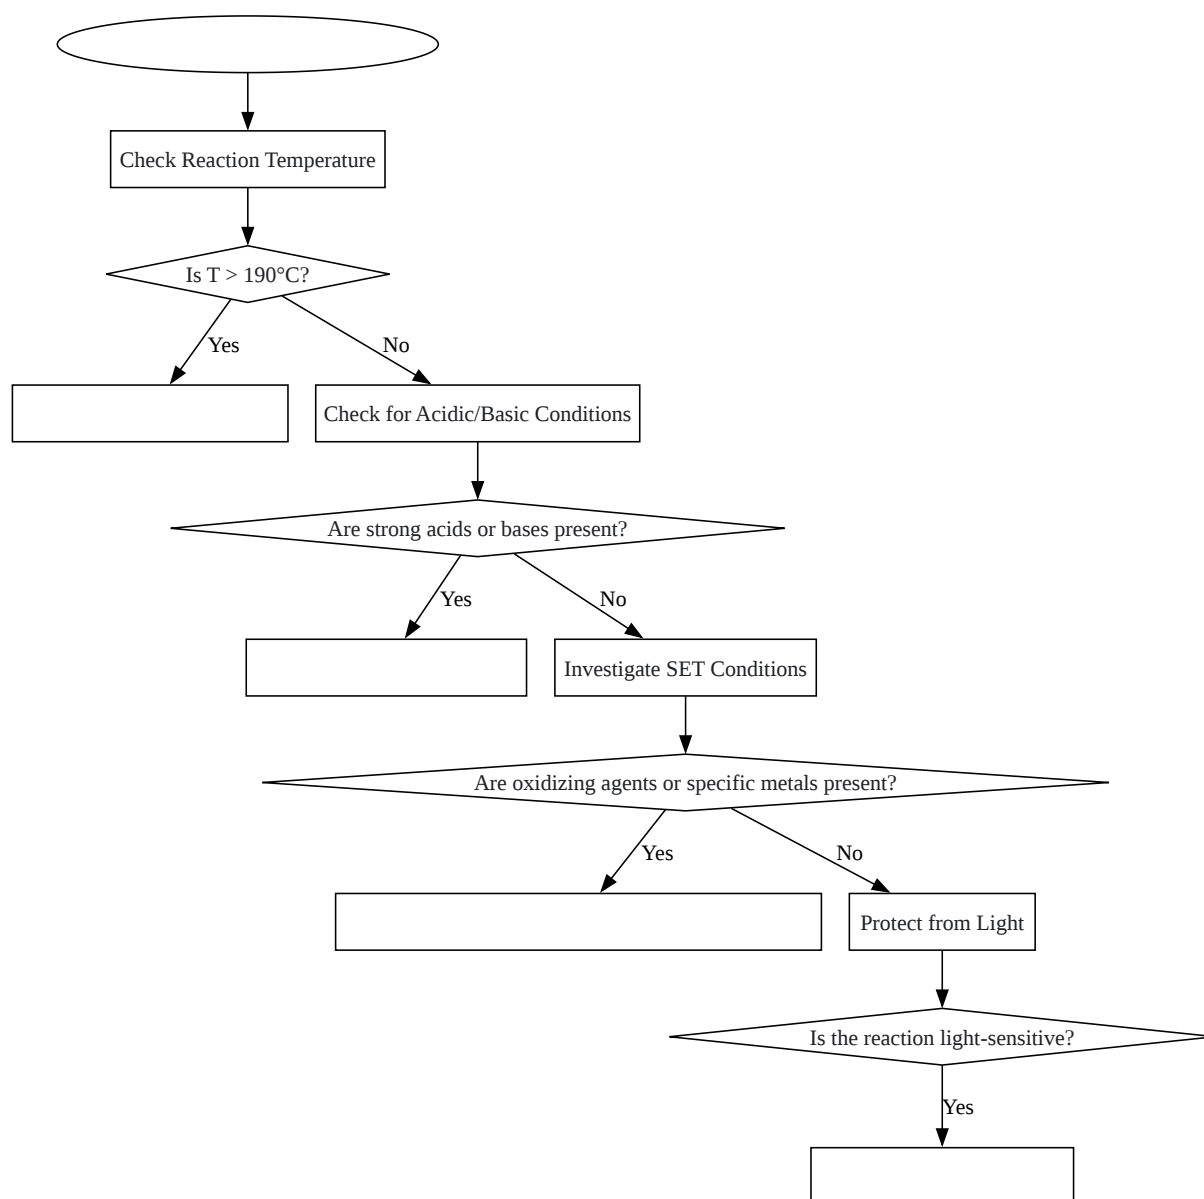 Check Reaction Temperature
Is T > 190°C?
Yes
No
Check for Acidic/Basic Conditions
Are strong acids or bases present?
Yes
No
Investigate SET Conditions
Are oxidizing agents or specific metals present?
Yes
No
Protect from Light
Is the reaction light-sensitive?
Yes